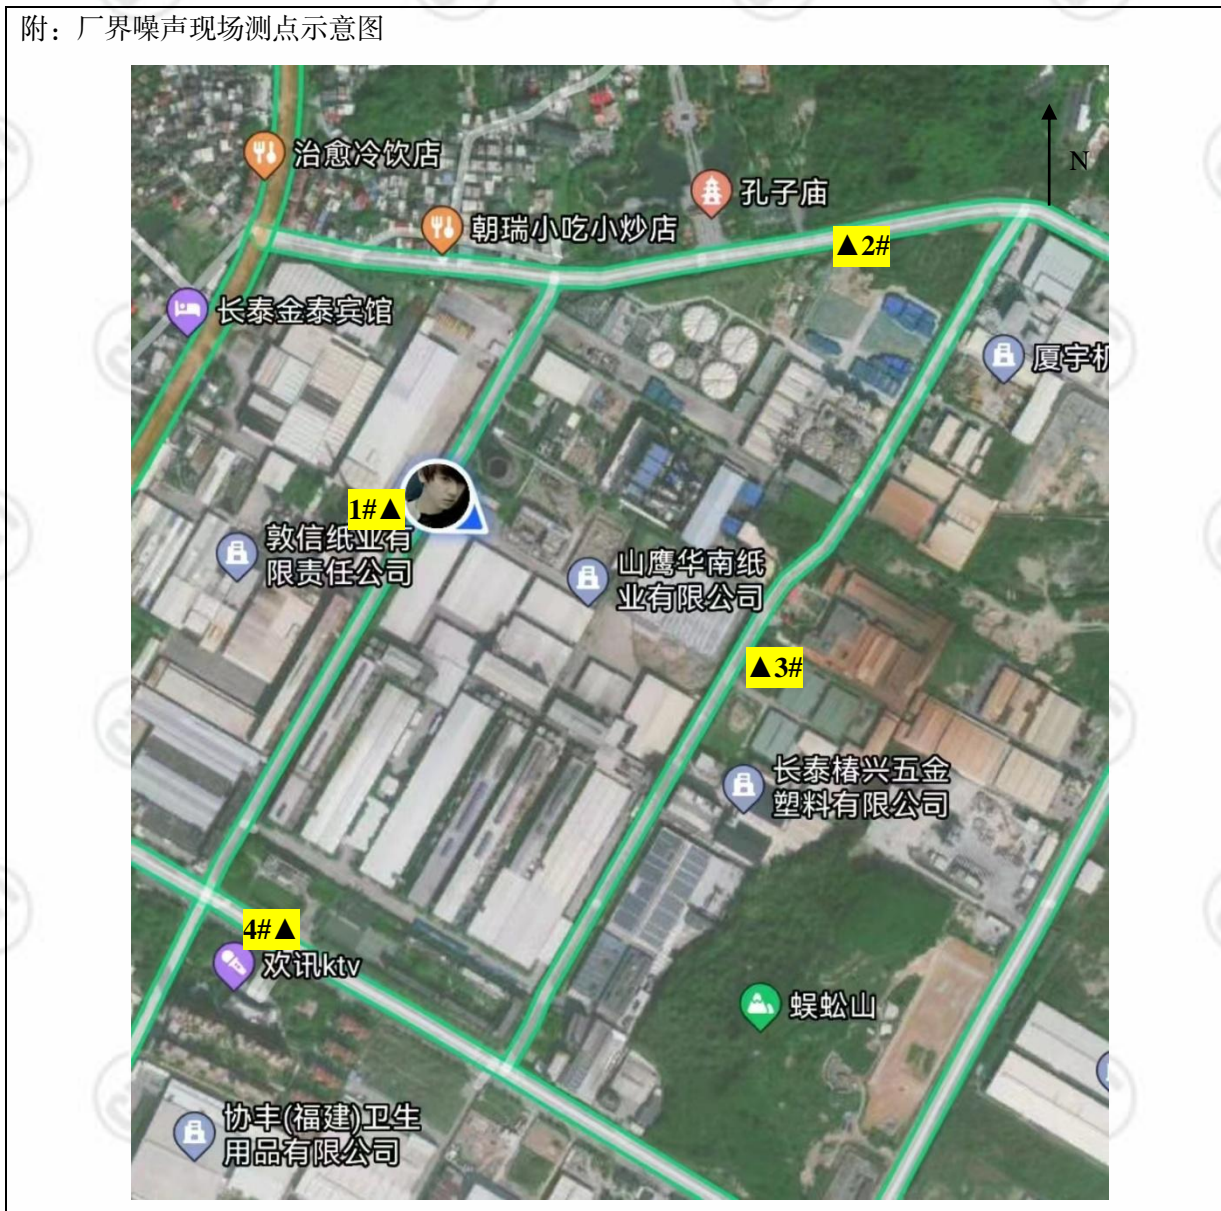 附：厂界噪声现场测点示意图
N
治愈冷饮店
孔子庙
朝瑞小吃小炒店
▲2#
长泰金泰宾馆
厦宇机
1#▲
敦信纸业有
限责任公司
山鹰华南纸
业有限公司
▲3#
长泰椿兴五金
塑料有限公司
4#▲
欢讯ktv
蜈蚣山
协丰(福建)卫生
用品有限公司